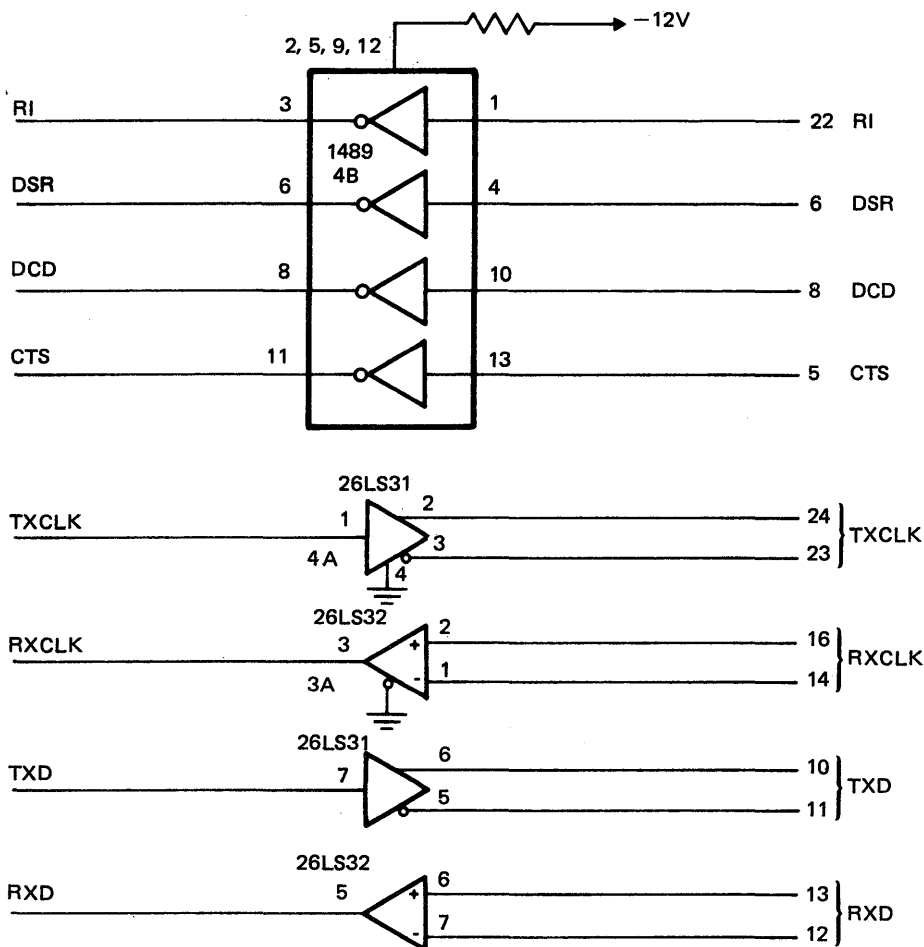 −12V
2, 5, 9, 12
RI 3 1 22 RI
1489
4B
DSR 6 4 6 DSR
DCD 8 10 8 DCD
CTS 11 13 5 CTS
26LS31
TXCLK 1 2 24 TXCLK
4A 3 23
4
26LS32
RXCLK 3 + 2 16 RXCLK
3A - 1 14
26LS31
TXD 7 6 10 TXD
5 11
26LS32
RXD 5 + 6 13 RXD
- 7 12